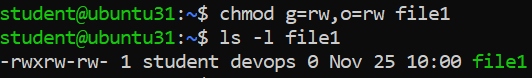 student@ubuntu31:~$ chmod g=rw,o=rw file1
student@ubuntu31:~$ ls -l file1
-rwxrw-rw- 1 student devops 0 Nov 25 10:00 file1